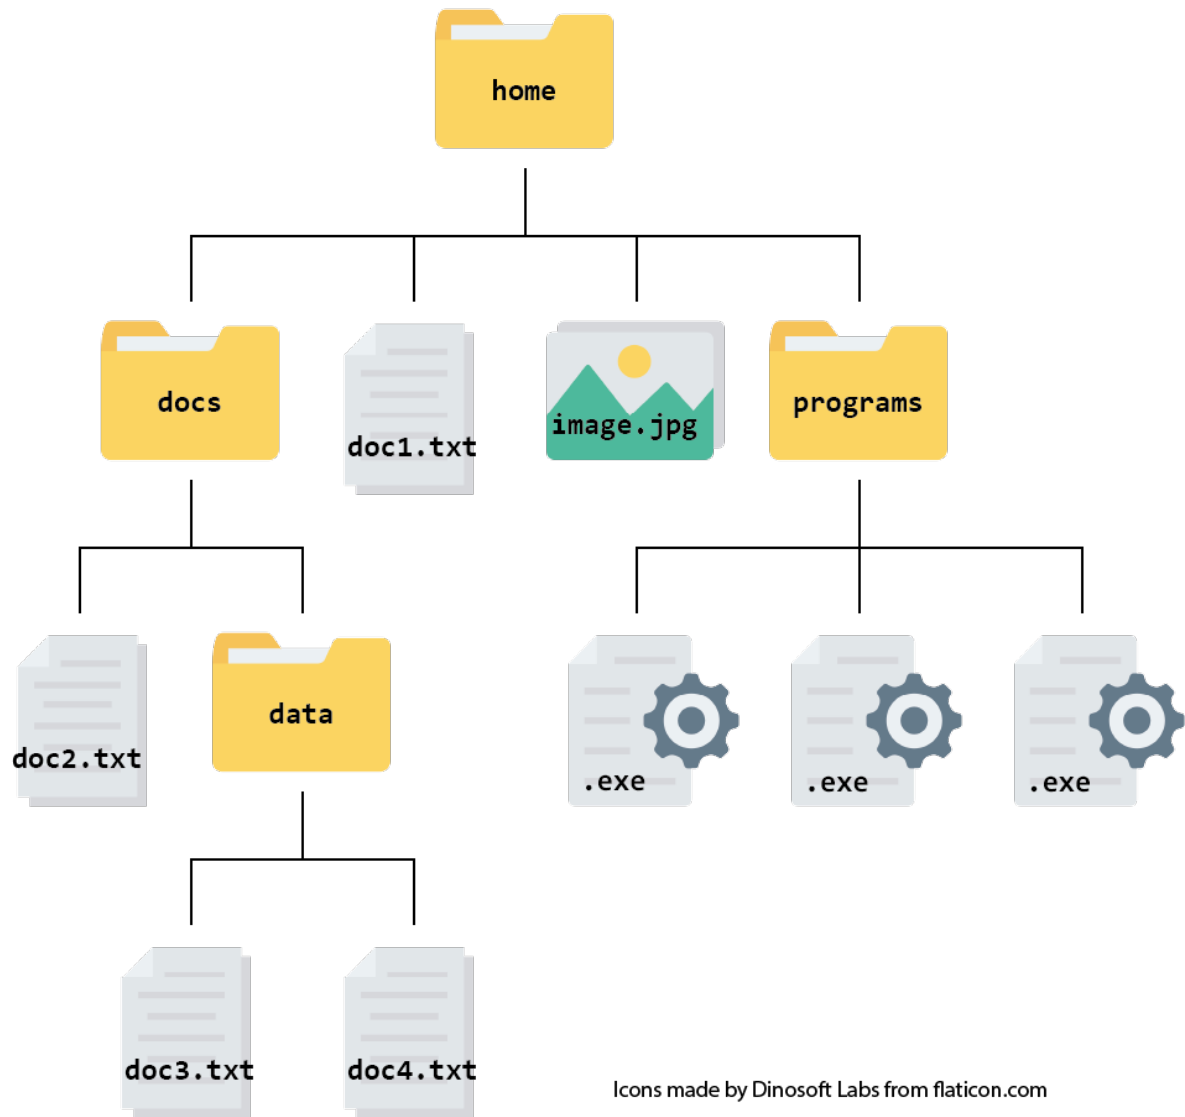 home
docs
doc1.txt
image.jpg
programs
doc2.txt
data
.exe
.exe
.exe
doc3.txt
doc4.txt
Icons made by Dinosoft Labs from flaticon.com